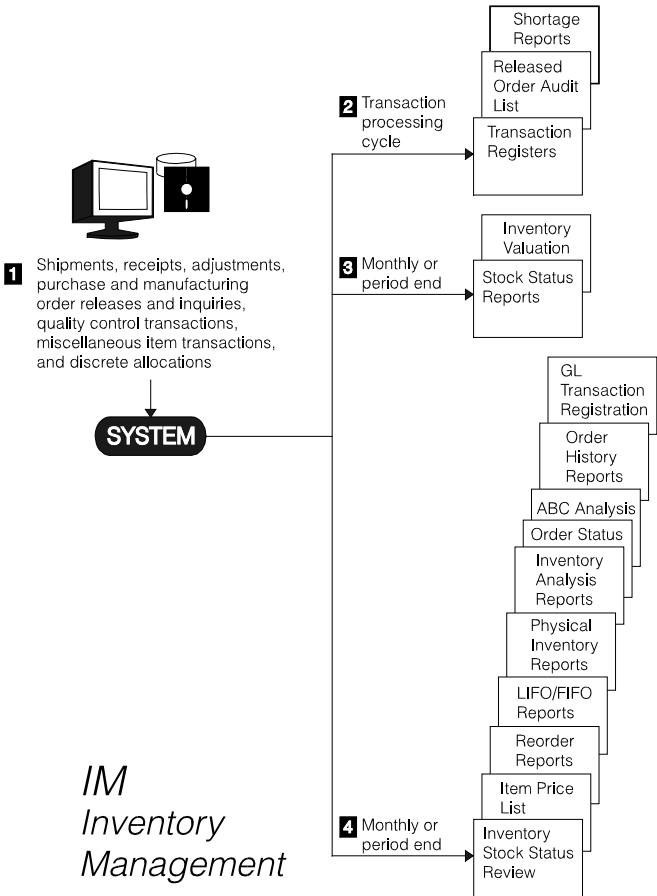 Shortage
Reports
Released
Order Audit
List
2 Transaction
processing
cycle
Transaction
Registers
1 Shipments, receipts, adjustments,
purchase and manufacturing
order releases and inquiries,
quality control transactions,
miscellaneous item transactions,
and discrete allocations
Inventory
Valuation
3 Monthly or
period end
Stock Status
Reports
SYSTEM
GL
Transaction
Registration
Order
History
Reports
ABC Analysis
Order Status
Inventory
Analysis
Reports
Physical
Inventory
Reports
LIFO/FIFO
Reports
Reorder
Reports
Item Price
List
4 Monthly or
period end
Inventory
Stock Status
Review
IM
Inventory
Management